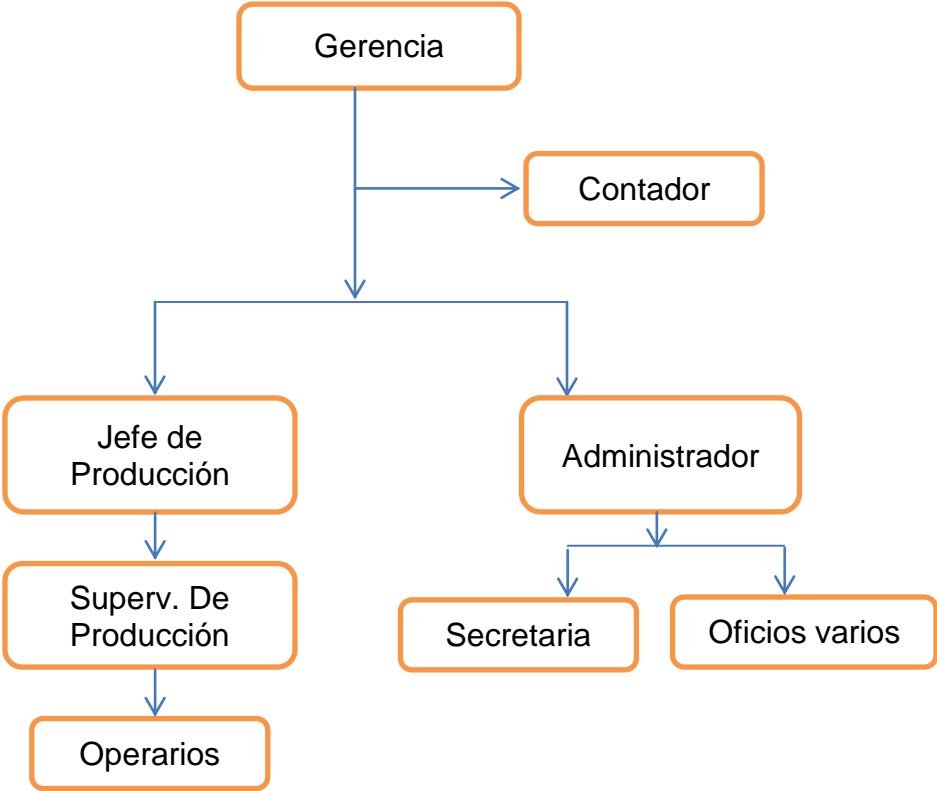 Gerencia
Contador
Jefe de
Producción
Administrador
Superv. De
Producción
Secretaria
Oficios varios
Operarios